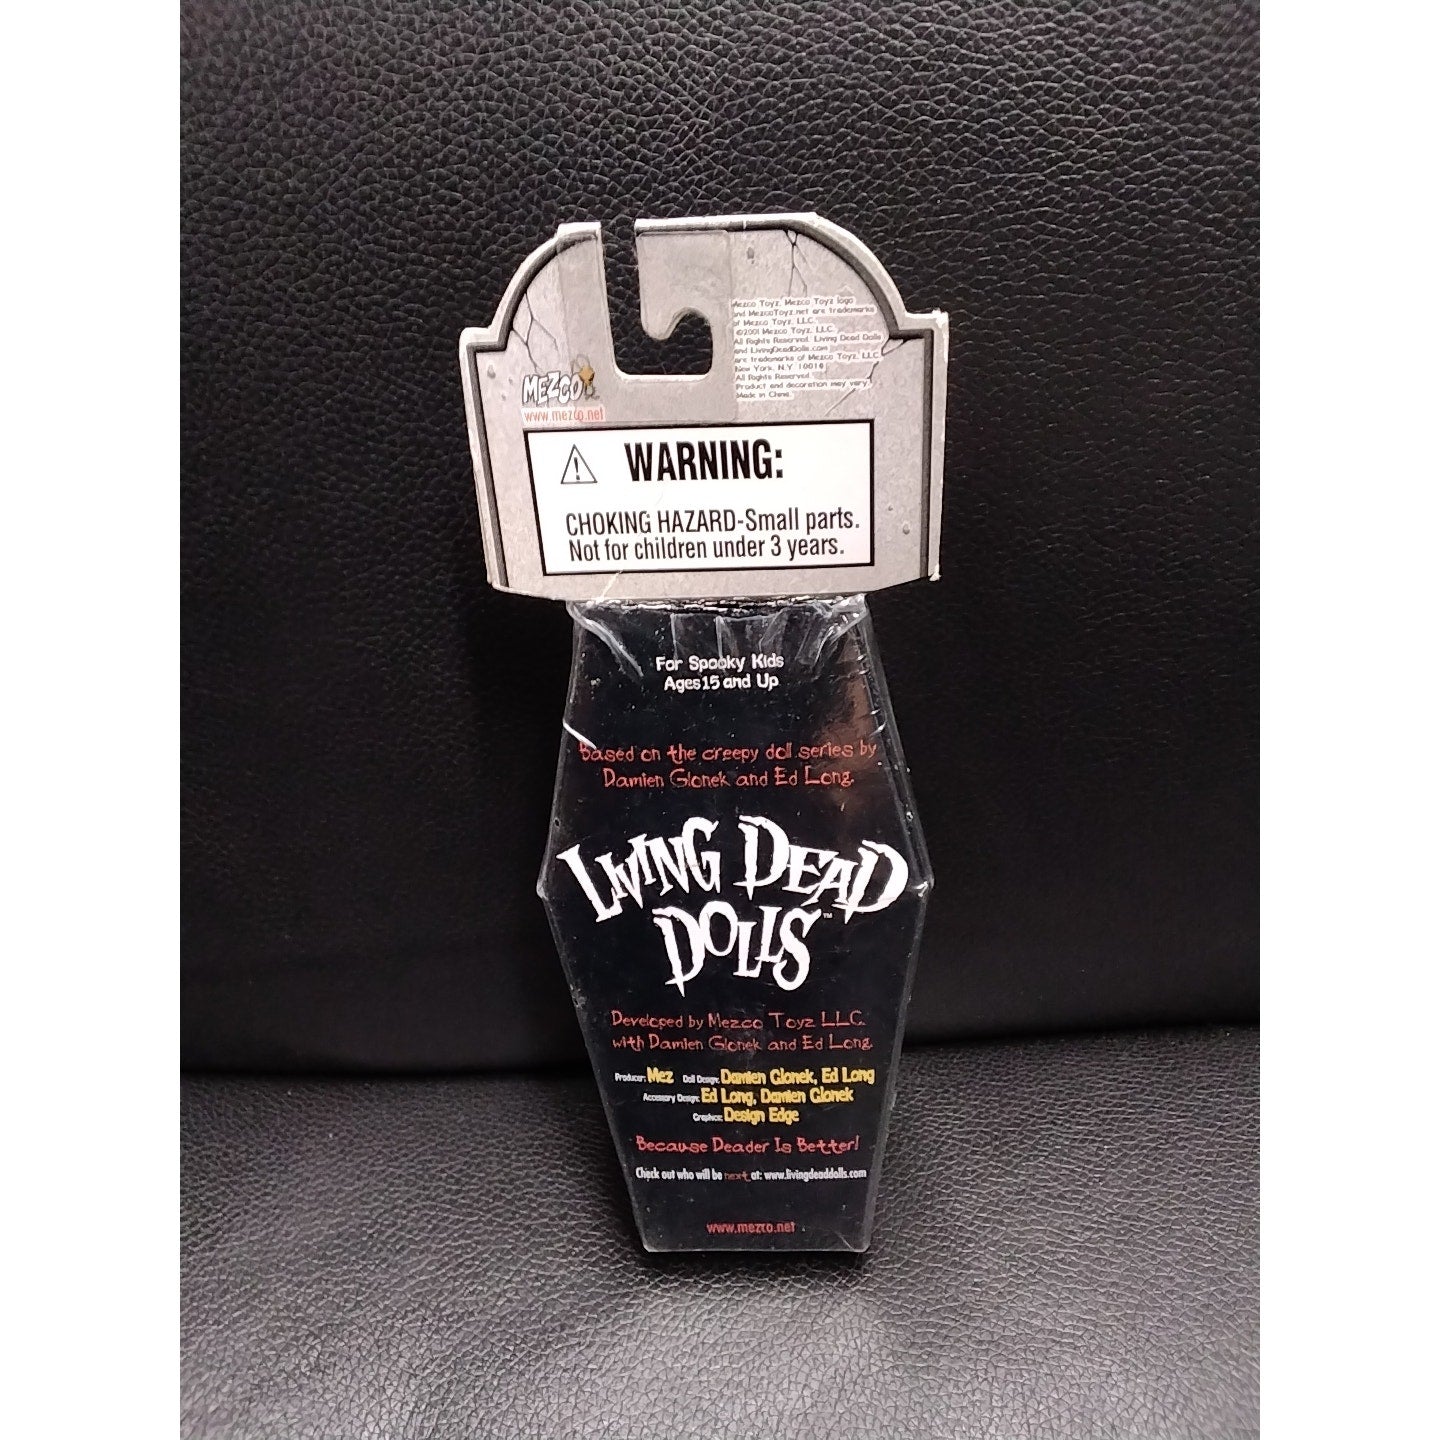 Mezco Toyz, Mezco Toyz logo
and MezcoToyz.net are trademarks
of Mezco Toyz, LLC.
©2001 Mezco Toyz, LLC.
All Rights Reserved. Living Dead Dolls
and LivingDeadDolls.com
are trademarks of Mezco Toyz, LLC
New York, N.Y. 10016
All Rights Reserved.
Product and decoration may vary.
Made in China.
MEZCO
www.mezco.net
WARNING:
CHOKING HAZARD-Small parts.
Not for children under 3 years.
For Spooky Kids
Ages15 and Up
Based on the creepy doll series by
Damien Glonek and Ed Long.
LIVING DEAD
DOLLS™
Developed by Mezco Toyz LLC.
with Damien Glonek and Ed Long.
Producer: Mez Doll Design: Damien Glonek, Ed Long
Accessory Design: Ed Long, Damien Glonek
Graphics: Design Edge
Because Deader Is Better!
Check out who will be next at: www.livingdeaddolls.com
www.mezco.net